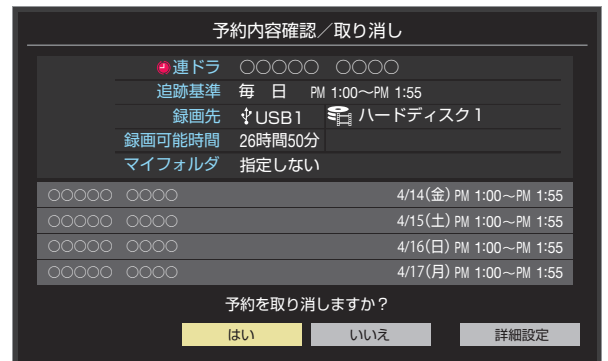 予約内容確認／取り消し
連ドラ ○○○○○ ○○○○
追跡基準 毎 日 PM 1:00～PM 1:55
録画先 USB1 ハードディスク1
録画可能時間 26時間50分
マイフォルダ 指定しない
○○○○○ ○○○○ 4/14(金) PM 1:00～PM 1:55
○○○○○ ○○○○ 4/15(土) PM 1:00～PM 1:55
○○○○○ ○○○○ 4/16(日) PM 1:00～PM 1:55
○○○○○ ○○○○ 4/17(月) PM 1:00～PM 1:55
予約を取り消しますか？
はい いいえ 詳細設定